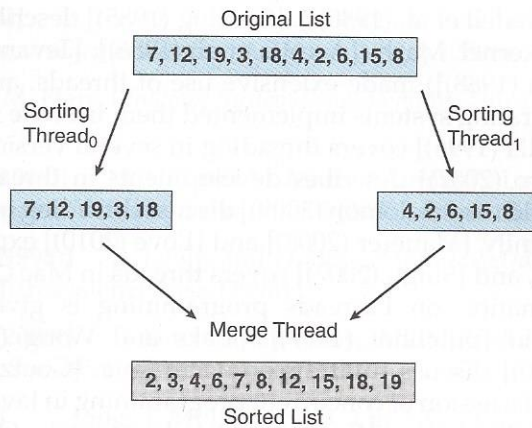 Original List
7, 12, 19, 3, 18, 4, 2, 6, 15, 8
Sorting
Thread0
Sorting
Thread1
7, 12, 19, 3, 18
4, 2, 6, 15, 8
Merge Thread
2, 3, 4, 6, 7, 8, 12, 15, 18, 19
Sorted List